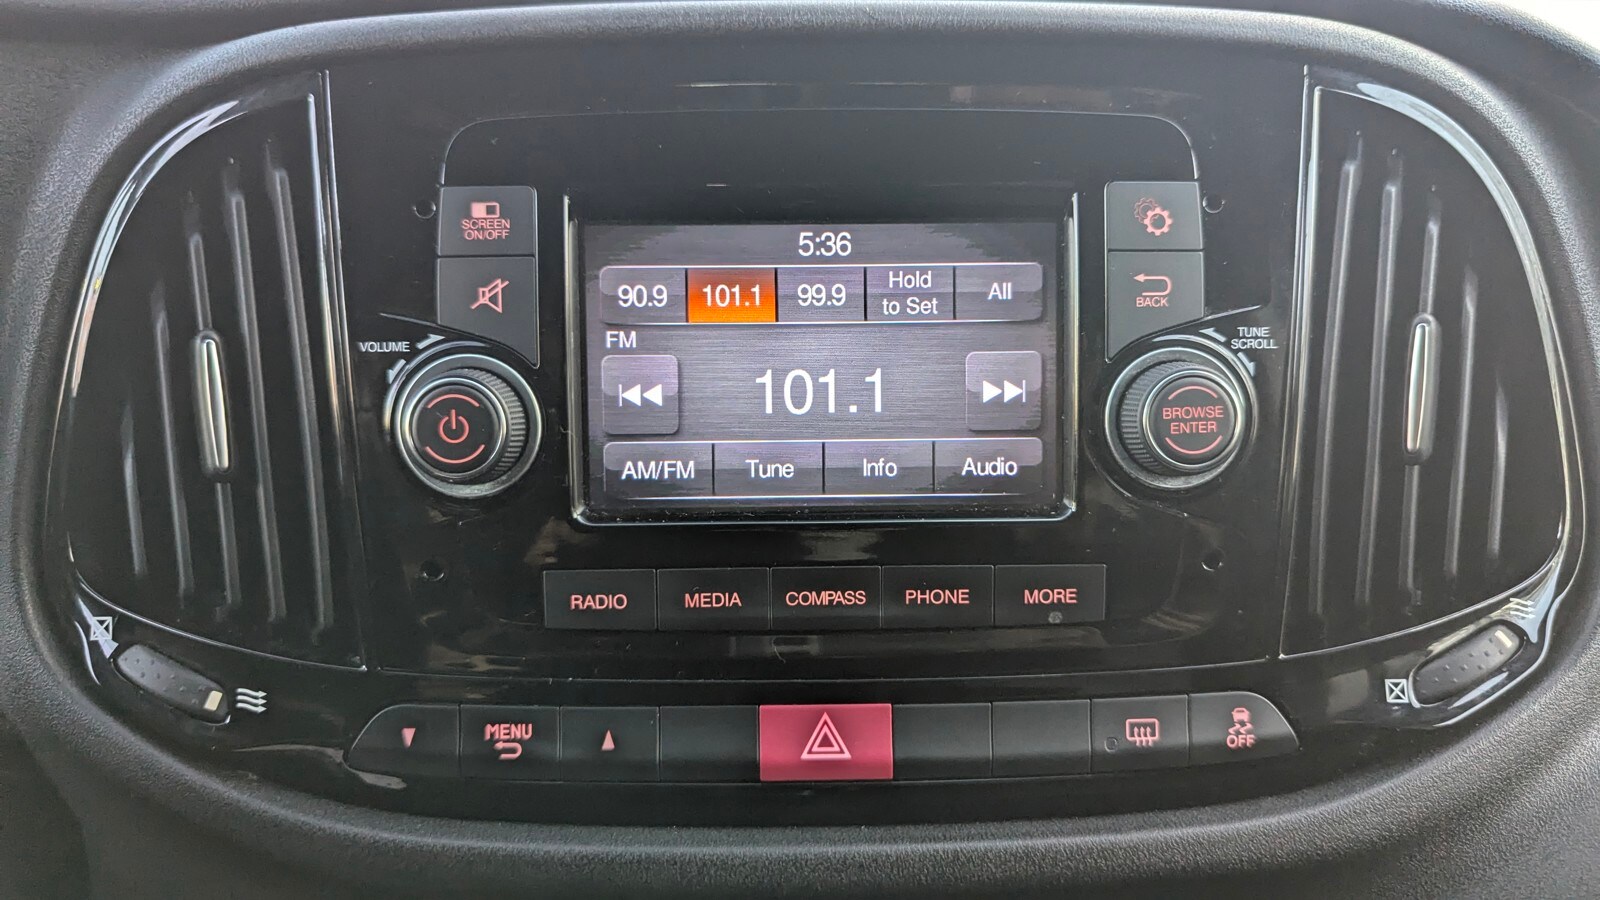 SCREEN
ON/OFF
5:36
90.9
101.1
99.9
Hold
to Set
All
BACK
VOLUME
TUNE
SCROLL
FM
101.1
BROWSE
ENTER
AM/FM
Tune
Info
Audio
RADIO
MEDIA
COMPASS
PHONE
MORE
MENU
OFF